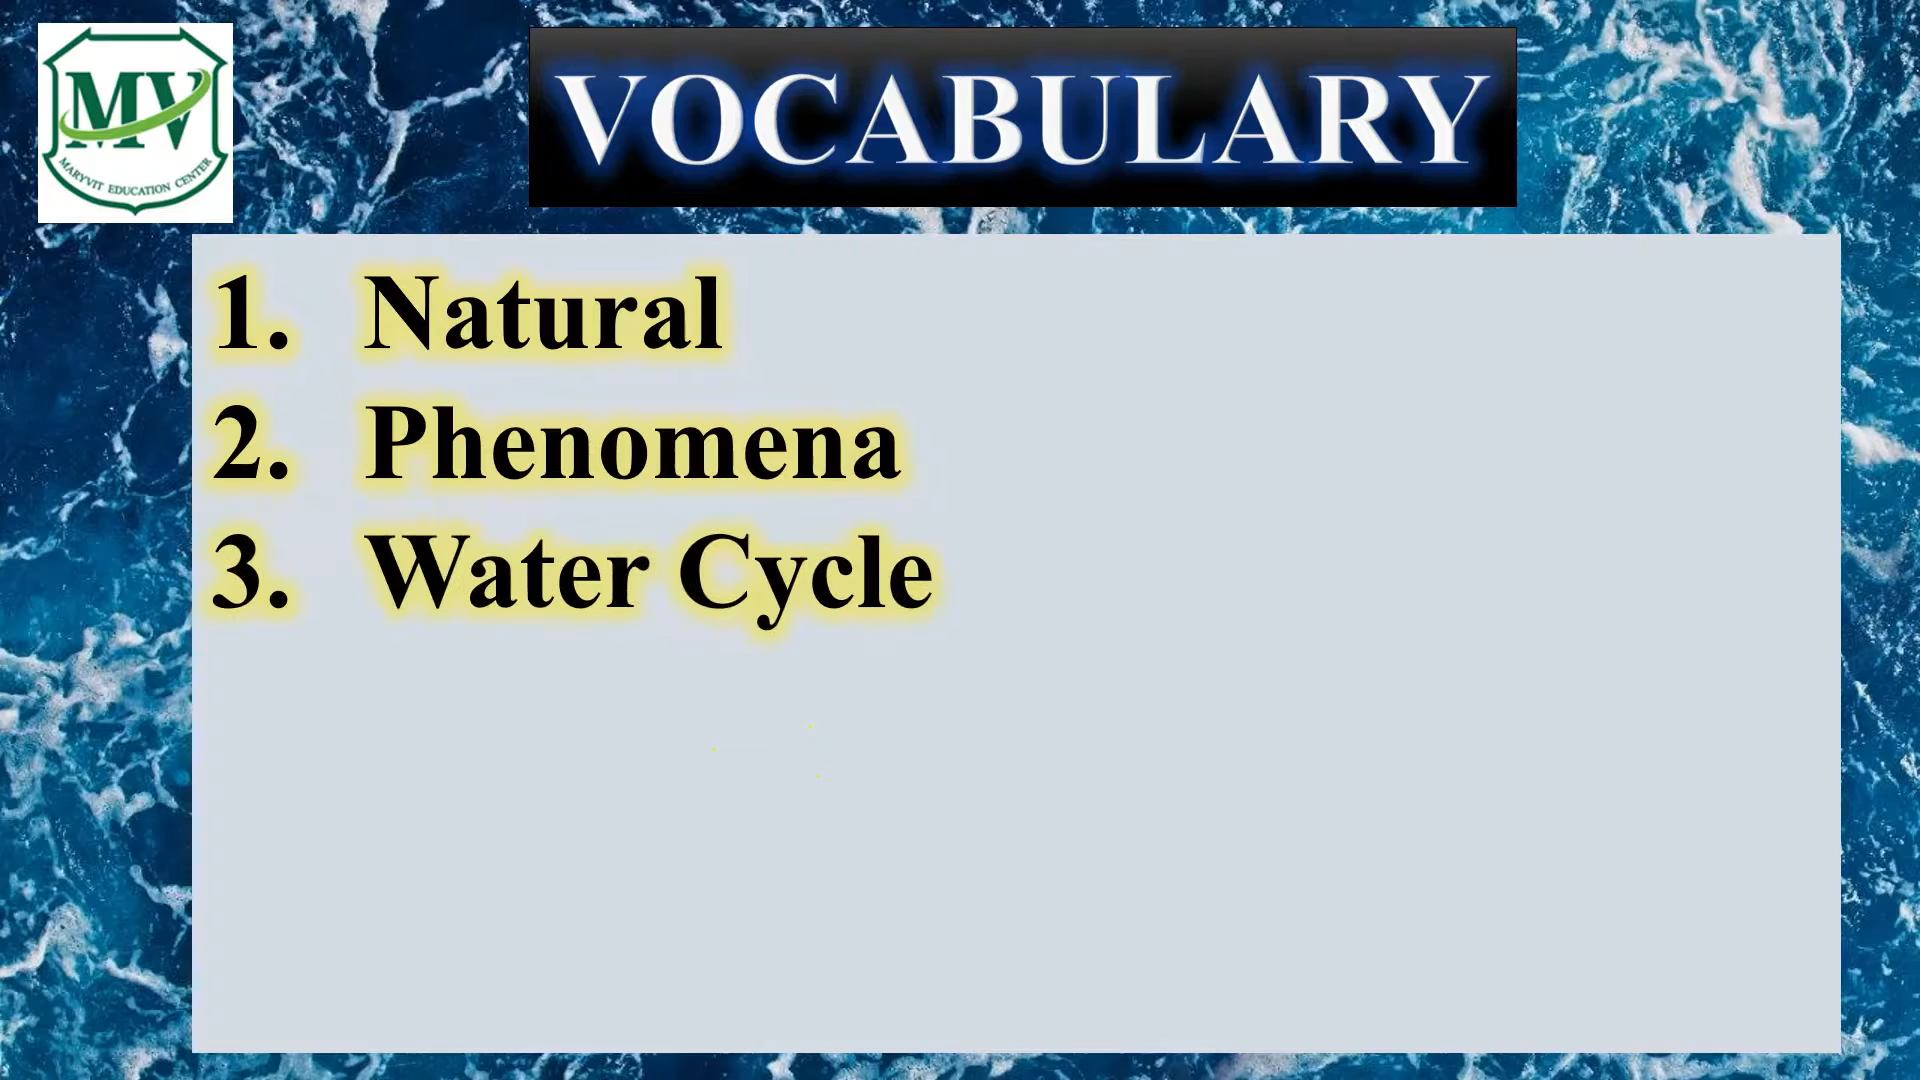 MV
MARYVIT EDUCATION CENTER
VOCABULARY
1. Natural
2. Phenomena
3. Water Cycle